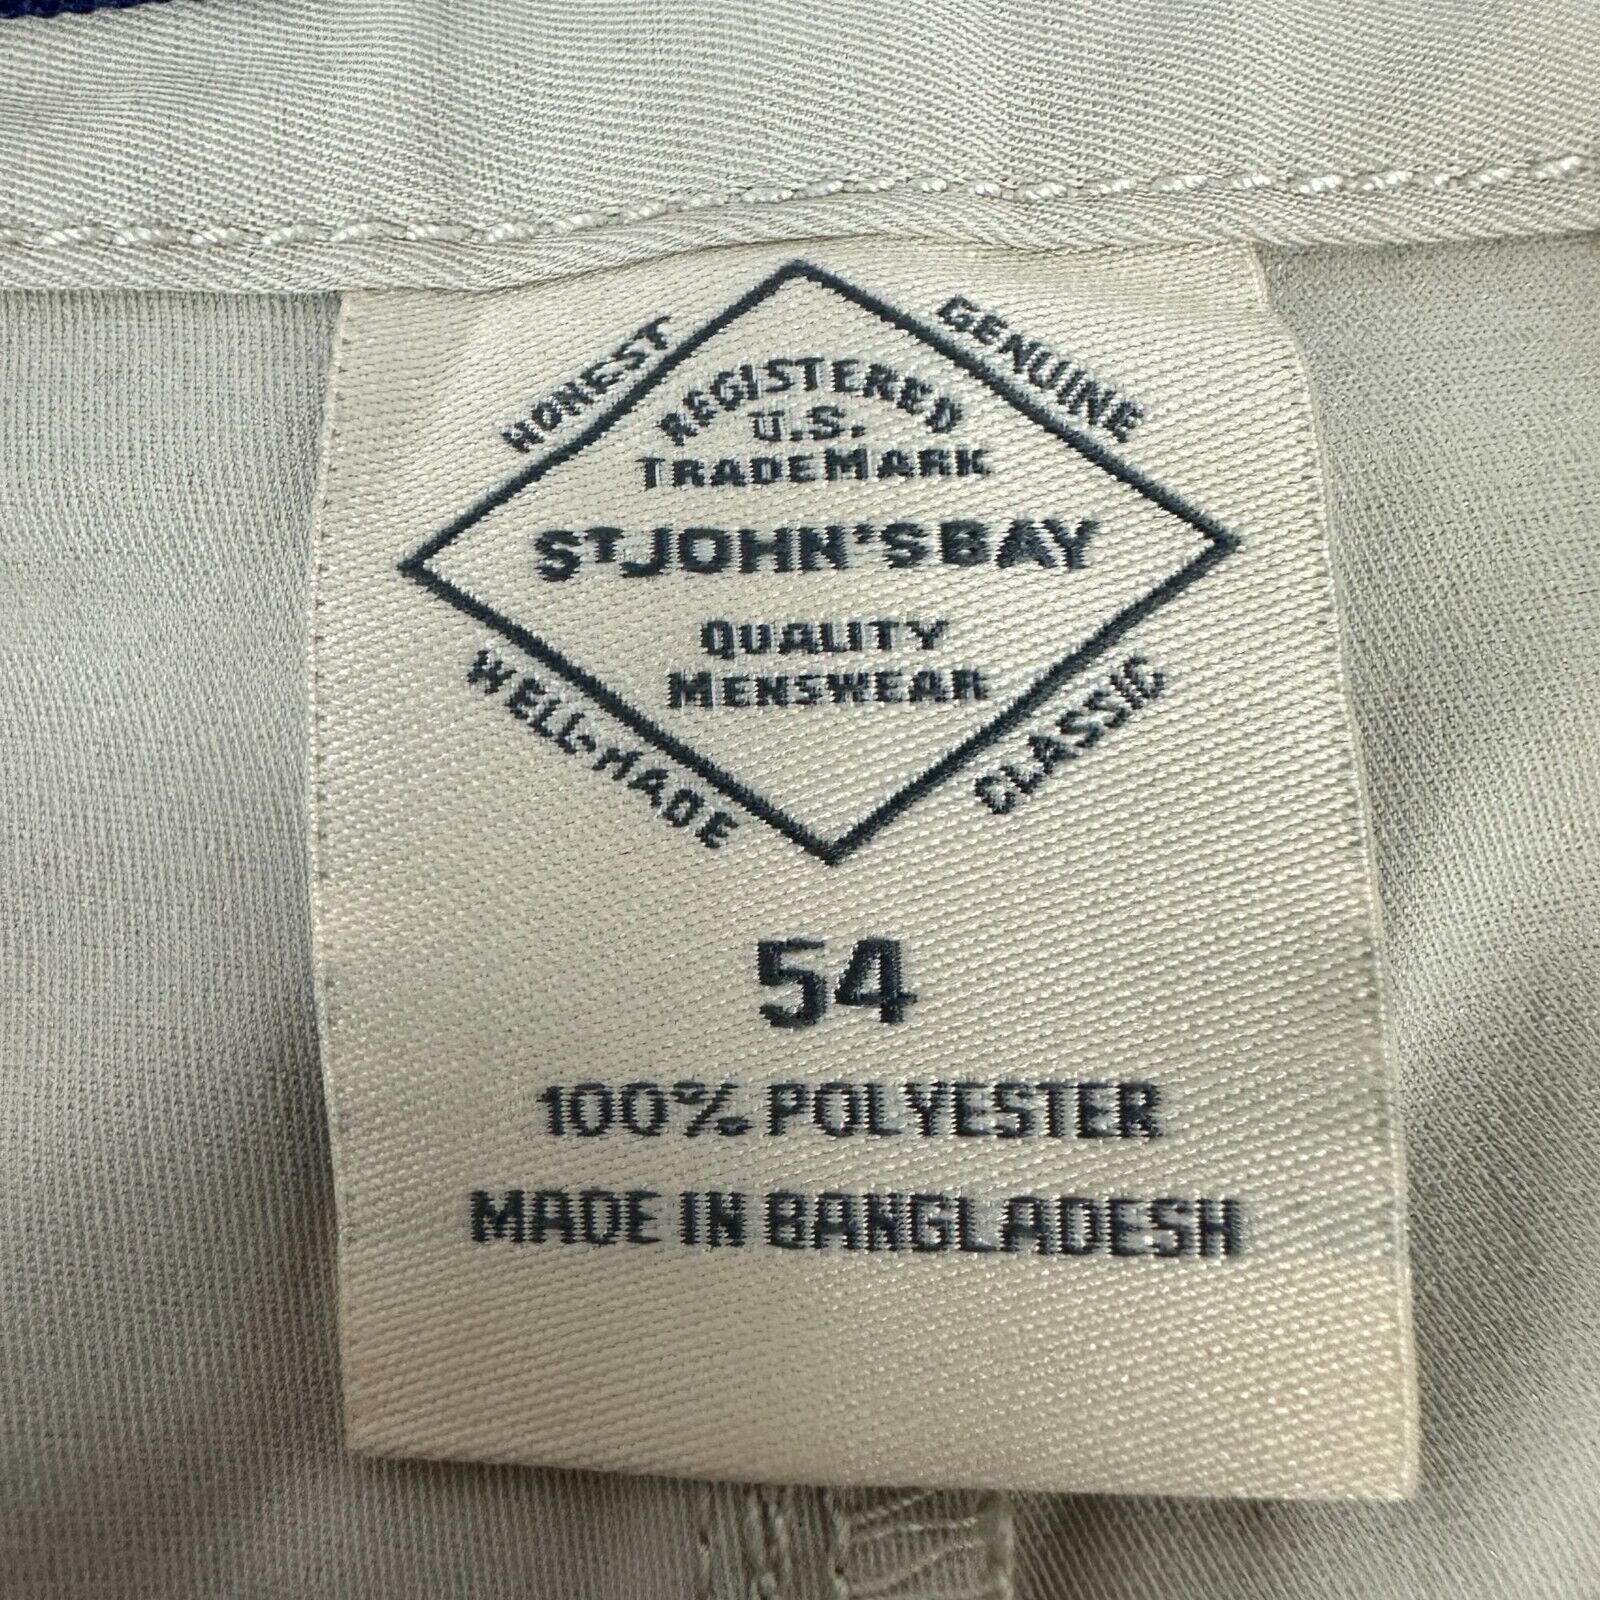 HONEST
GENUINE
REGISTERED
U.S.
TRADEMARK
ST JOHN'S BAY
QUALITY
MENSWEAR
WELL-MADE
CLASSIC
54
100% POLYESTER
MADE IN BANGLADESH